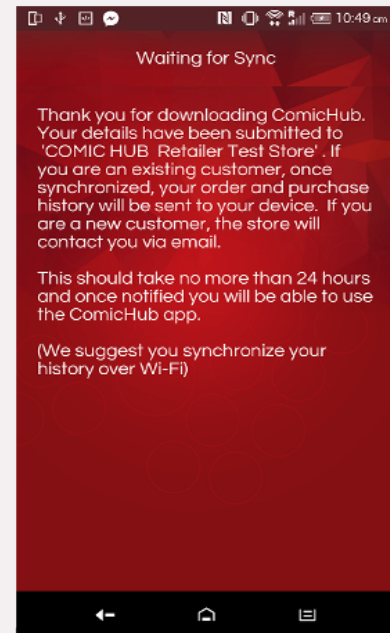 10:49 am
Waiting for Sync
Thank you for downloading ComicHub.
Your details have been submitted to
'COMIC HUB Retailer Test Store' . If
you are an existing customer, once
synchronized, your order and purchase
history will be sent to your device. If you
are a new customer, the store will
contact you via email.
This should take no more than 24 hours
and once notified you will be able to use
the ComicHub app.
(We suggest you synchronize your
history over Wi-Fi)